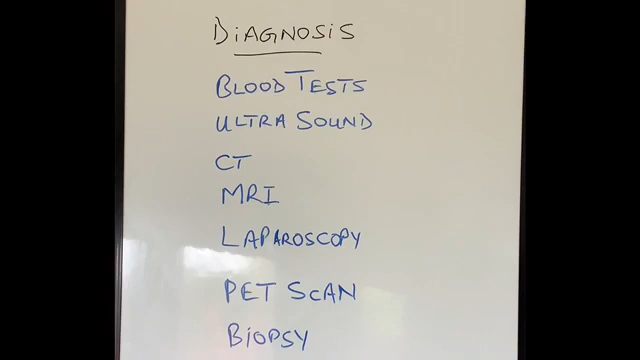 DiAGNOSiS
BLOOD TESTS
ULTRA SOUND
CT
MRI
LAPAROSCOPY
PET SCAN
BiOPSY